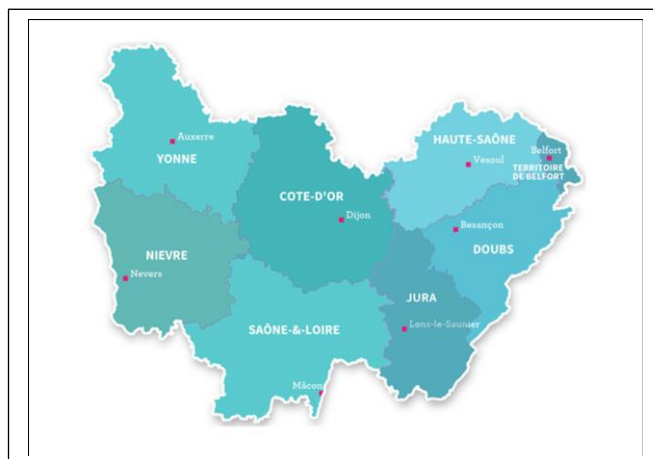 Auxerre
YONNE
HAUTE-SAÔNE
Vesoul
Belfort
TERRITOIRE
DE BELFORT
COTE-D'OR
Dijon
Besançon
DOUBS
NIEVRE
Nevers
JURA
Lons-le-Saunier
SAÔNE-&-LOIRE
Mâcon